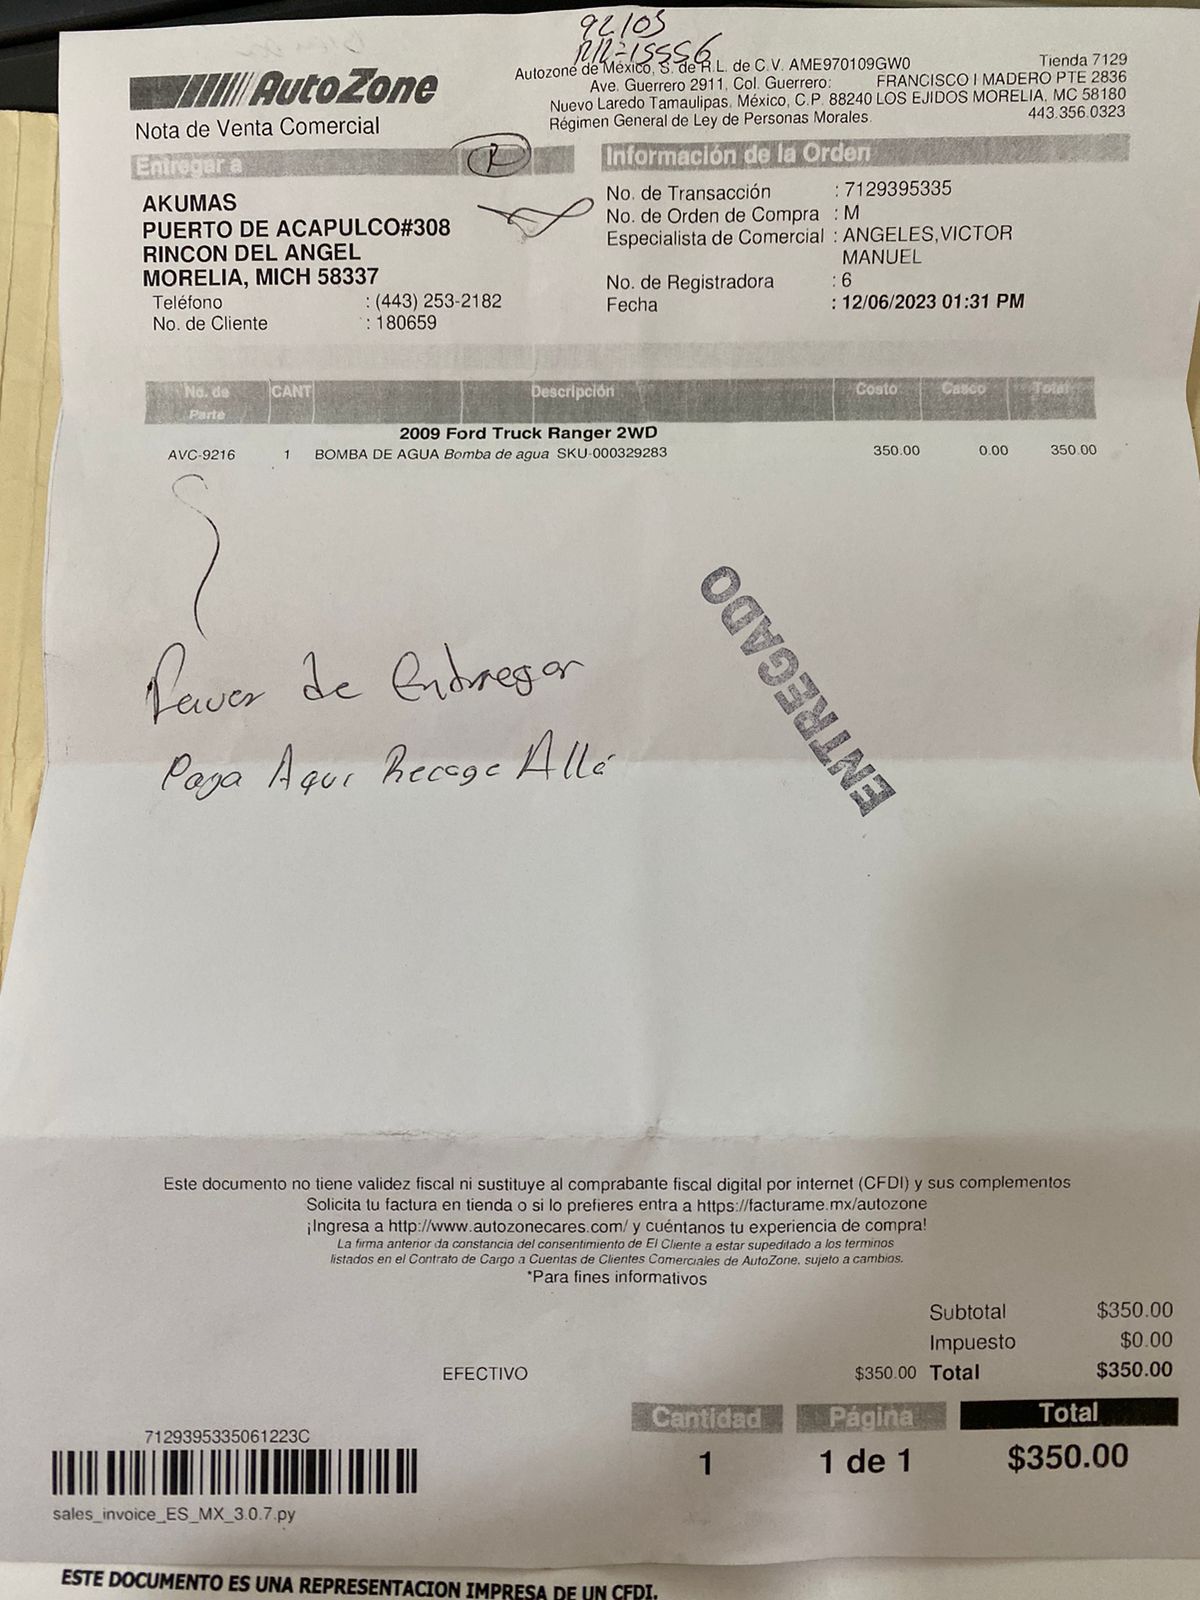 92105
AutoZone
Nota de Venta Comercial
Autozone de México, S. de R.L. de C.V. AME970109GW0
Ave. Guerrero 2911, Col. Guerrero:
Nuevo Laredo Tamaulipas, México, C.P. 88240
Régimen General de Ley de Personas Morales.
Tienda 7129
FRANCISCO I MADERO PTE 2836
LOS EJIDOS MORELIA, MC 58180
443.356.0323
Entregar a
R
AKUMAS
PUERTO DE ACAPULCO#308
RINCON DEL ANGEL
MORELIA, MICH 58337
Teléfono : (443) 253-2182
No. de Cliente : 180659
Información de la Orden
No. de Transacción : 7129395335
No. de Orden de Compra : M
Especialista de Comercial : ANGELES,VICTOR
MANUEL
No. de Registradora : 6
Fecha : 12/06/2023 01:31 PM
No. de Parte CANT Descripción Costo Casco Total
2009 Ford Truck Ranger 2WD
AVC-9216 1 BOMBA DE AGUA Bomba de agua SKU-000329283 350.00 0.00 350.00
ENTREGADO
Favor de Entregar
Paga Aqui Recoge Allá
Este documento no tiene validez fiscal ni sustituye al comprabante fiscal digital por internet (CFDI) y sus complementos
Solicita tu factura en tienda o si lo prefieres entra a https://facturame.mx/autozone
¡Ingresa a http://www.autozonecares.com/ y cuéntanos tu experiencia de compra!
La firma anterior da constancia del consentimiento de El Cliente a estar supeditado a los terminos
listados en el Contrato de Cargo a Cuentas de Clientes Comerciales de AutoZone, sujeto a cambios.
*Para fines informativos
Subtotal $350.00
Impuesto $0.00
EFECTIVO $350.00 Total $350.00
Cantidad Página Total
1 1 de 1 $350.00
7129395335061223C
sales_invoice_ES_MX_3.0.7.py
ESTE DOCUMENTO ES UNA REPRESENTACION IMPRESA DE UN CFDI.